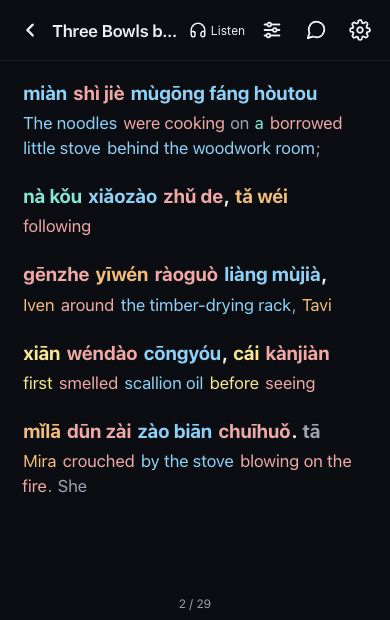 Three Bowls b... Listen
miàn shì jiè mùgōng fáng hòutou
The noodles were cooking on a borrowed
little stove behind the woodwork room;
nà kǒu xiǎozào zhǔ de, tǎ wéi
following
gēnzhe yīwén ràoguò liàng mùjià,
Iven around the timber-drying rack, Tavi
xiān wéndào cōngyóu, cái kànjiàn
first smelled scallion oil before seeing
mǐlā dūn zài zào biān chuīhuǒ. tā
Mira crouched by the stove blowing on the
fire. She
2 / 29